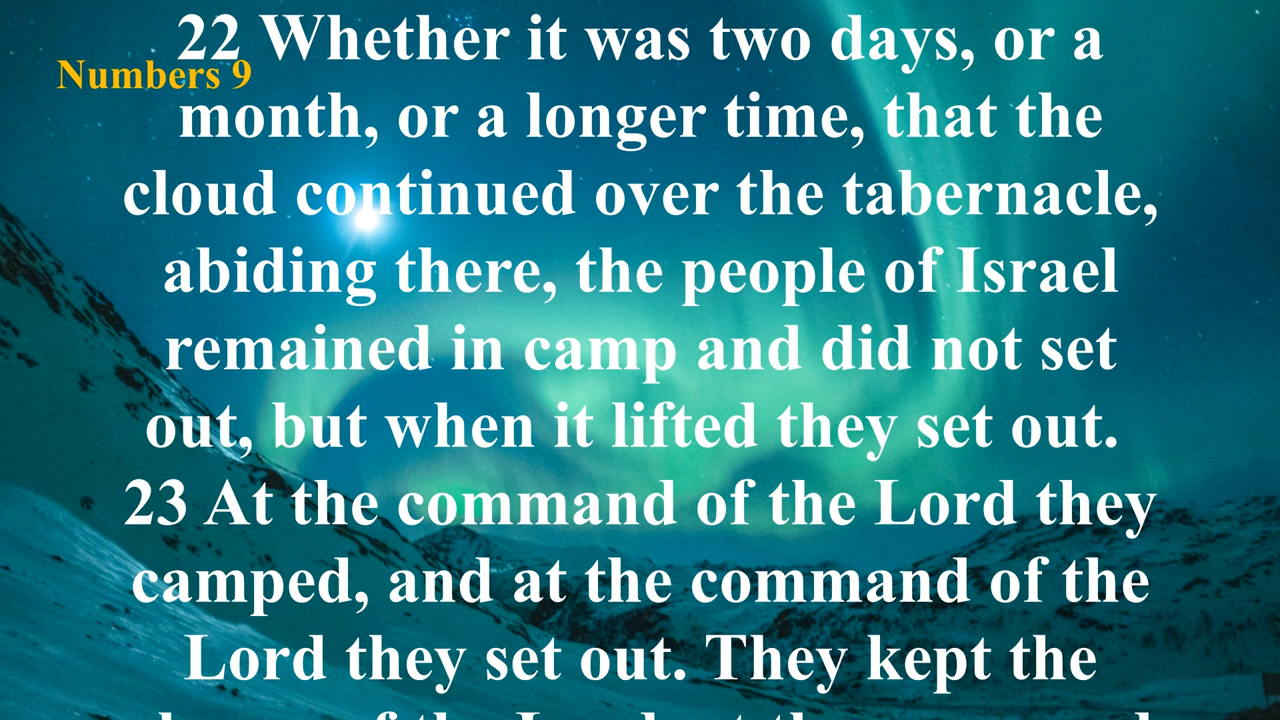 Numbers 9
22 Whether it was two days, or a
month, or a longer time, that the
cloud continued over the tabernacle,
abiding there, the people of Israel
remained in camp and did not set
out, but when it lifted they set out.
23 At the command of the Lord they
camped, and at the command of the
Lord they set out. They kept the